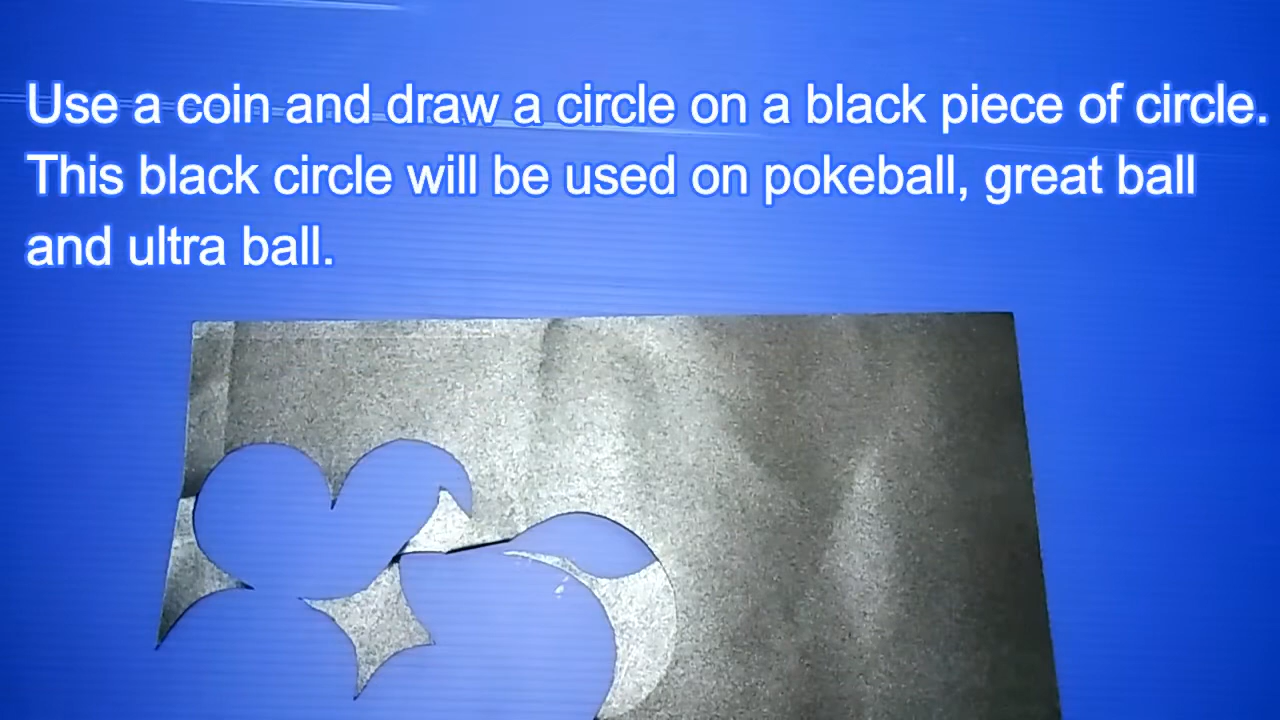 Use a coin and draw a circle on a black piece of circle.
This black circle will be used on pokeball, great ball
and ultra ball.